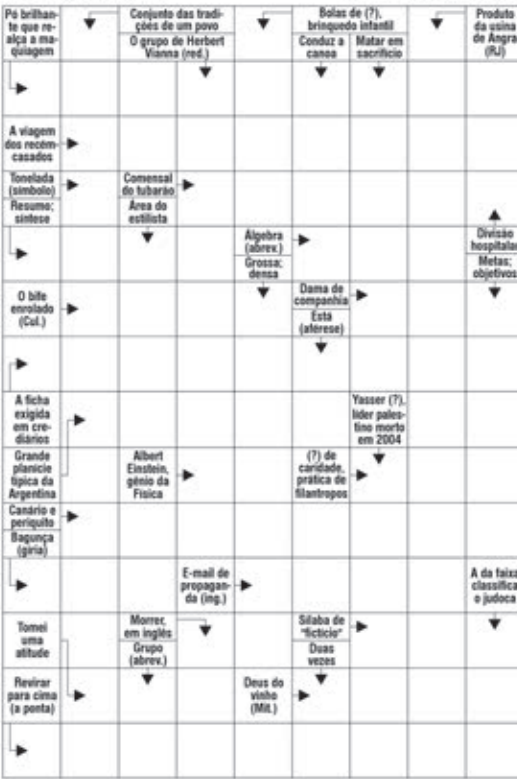 Pó brilhan-
te que re-
alça a ma-
quiagem
Conjunto das tradi-
ções de um povo
O grupo de Herbert
Vianna (red.)
Bolas de (?),
brinquedo infantil
Conduz a
canoa
Matar em
sacrifício
Produto
da usina
de Angra
(RJ)
A viagem
dos recém-
casados
Tonelada
(símbolo)
Resumo;
síntese
Comensal
do tubarão
Área do
estilista
Álgebra
(abrev.)
Grossa;
densa
Divisão
hospitalar
Metas;
objetivos
O bife
enrolado
(Cul.)
Dama de
companhia
Está
(aférese)
A ficha
exigida
em cre-
diários
Yasser (?),
líder pales-
tino morto
em 2004
Grande
planície
típica da
Argentina
Albert
Einstein,
gênio da
Física
(?) de
caridade,
prática de
filantropos
Canário e
periquito
Bagunça
(gíria)
E-mail de
propagan-
da (ing.)
A da faixa
classifica
o judoca
Tomei
uma
atitude
Morrer,
em inglês
Grupo
(abrev.)
Sílaba de
"fictício"
Duas
vezes
Revirar
para cima
(a ponta)
Deus do
vinho
(Mit.)